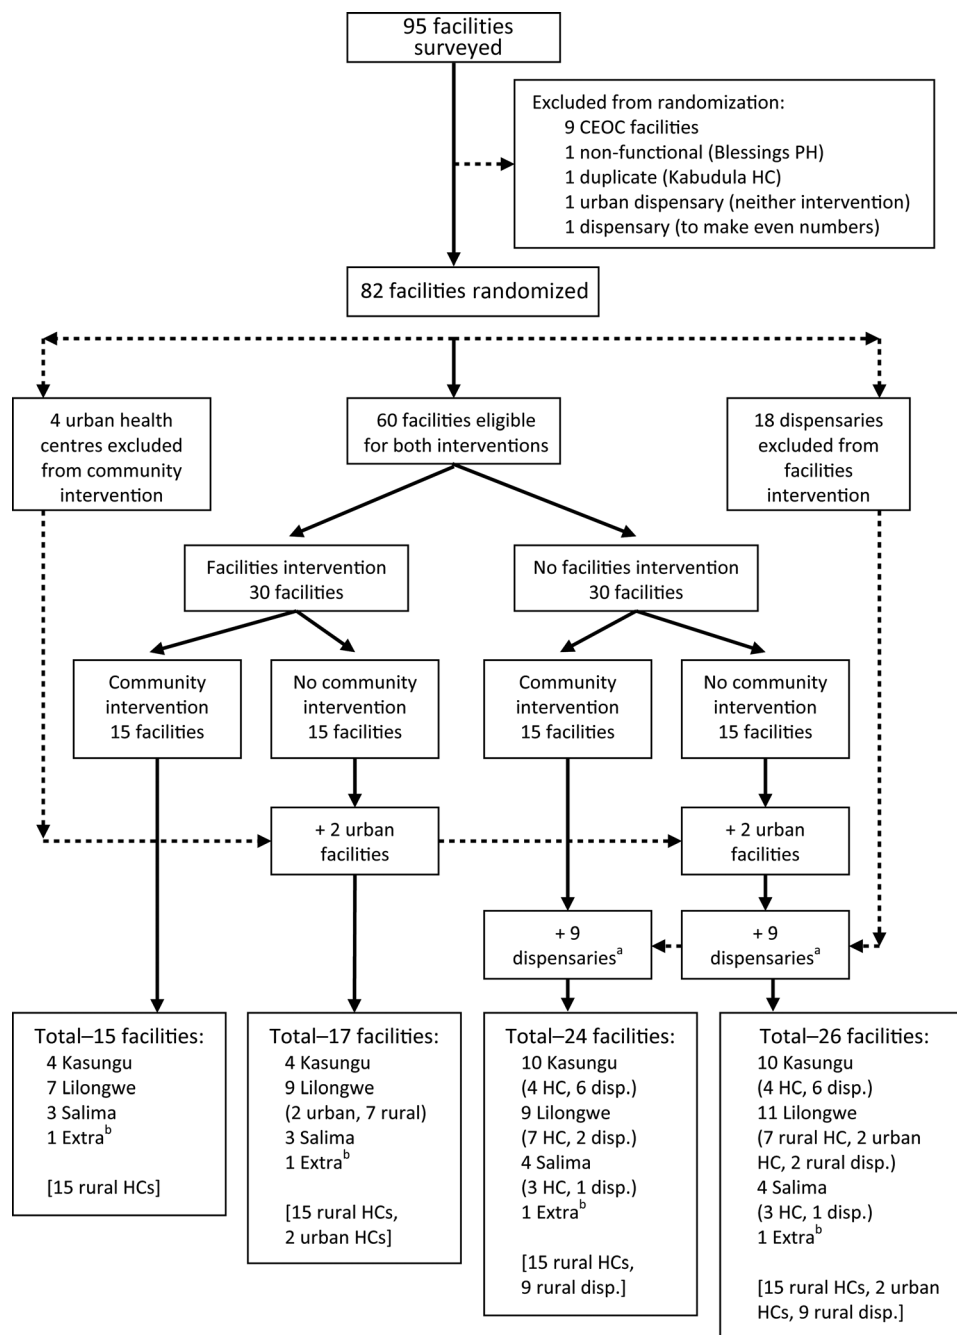 95 facilities
surveyed
Excluded from randomization:
9 CEOC facilities
1 non-functional (Blessings PH)
1 duplicate (Kabudula HC)
1 urban dispensary (neither intervention)
1 dispensary (to make even numbers)
82 facilities randomized
4 urban health
centres excluded
from community
intervention
60 facilities eligible
for both interventions
18 dispensaries
excluded from
facilities
intervention
Facilities intervention
30 facilities
No facilities intervention
30 facilities
Community
intervention
15 facilities
No community
intervention
15 facilities
Community
intervention
15 facilities
No community
intervention
15 facilities
+ 2 urban
facilities
+ 2 urban
facilities
+ 9
dispensariesᵃ
+ 9
dispensariesᵃ
Total–15 facilities:
4 Kasungu
7 Lilongwe
3 Salima
1 Extraᵇ
[15 rural HCs]
Total–17 facilities:
4 Kasungu
9 Lilongwe
(2 urban, 7 rural)
3 Salima
1 Extraᵇ
[15 rural HCs,
2 urban HCs]
Total–24 facilities:
10 Kasungu
(4 HC, 6 disp.)
9 Lilongwe
(7 HC, 2 disp.)
4 Salima
(3 HC, 1 disp.)
1 Extraᵇ
[15 rural HCs,
9 rural disp.]
Total–26 facilities:
10 Kasungu
(4 HC, 6 disp.)
11 Lilongwe
(7 rural HC, 2 urban
HC, 2 rural disp.)
4 Salima
(3 HC, 1 disp.)
1 Extraᵇ
[15 rural HCs, 2 urban
HCs, 9 rural disp.]